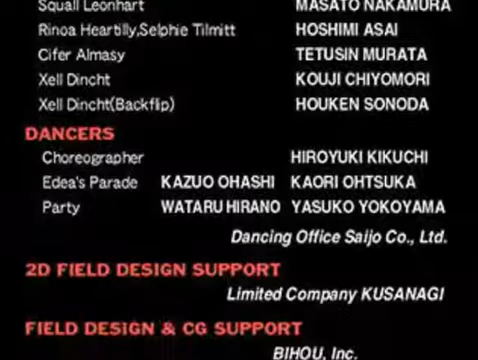 Squall Leonhart MASATO NAKAMURA
Rinoa Heartilly,Selphie Tilmitt HOSHIMI ASAI
Cifer Almasy TETUSIN MURATA
Xell Dincht KOUJI CHIYOMORI
Xell Dincht(Backflip) HOUKEN SONODA
DANCERS
Choreographer HIROYUKI KIKUCHI
Edea's Parade KAZUO OHASHI KAORI OHTSUKA
Party WATARU HIRANO YASUKO YOKOYAMA
Dancing Office Saijo Co., Ltd.
2D FIELD DESIGN SUPPORT
Limited Company KUSANAGI
FIELD DESIGN & CG SUPPORT
BIHOU, Inc.